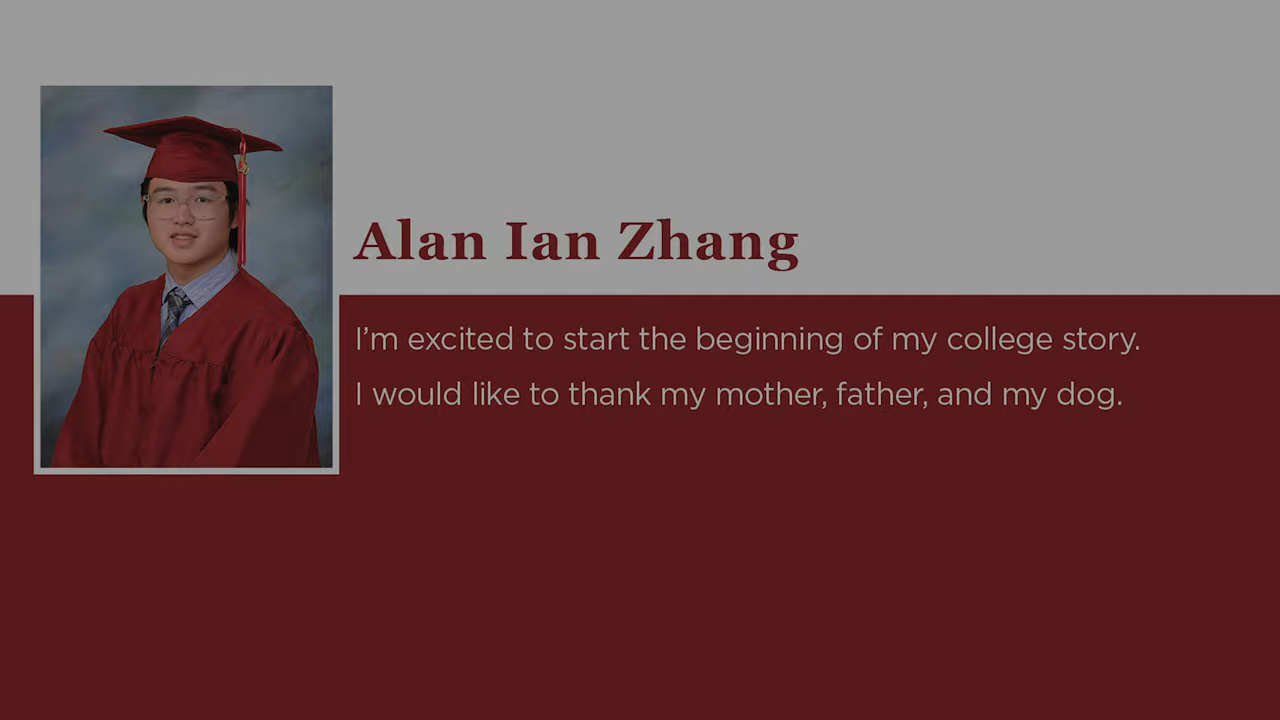 Alan Ian Zhang
I'm excited to start the beginning of my college story.
I would like to thank my mother, father, and my dog.